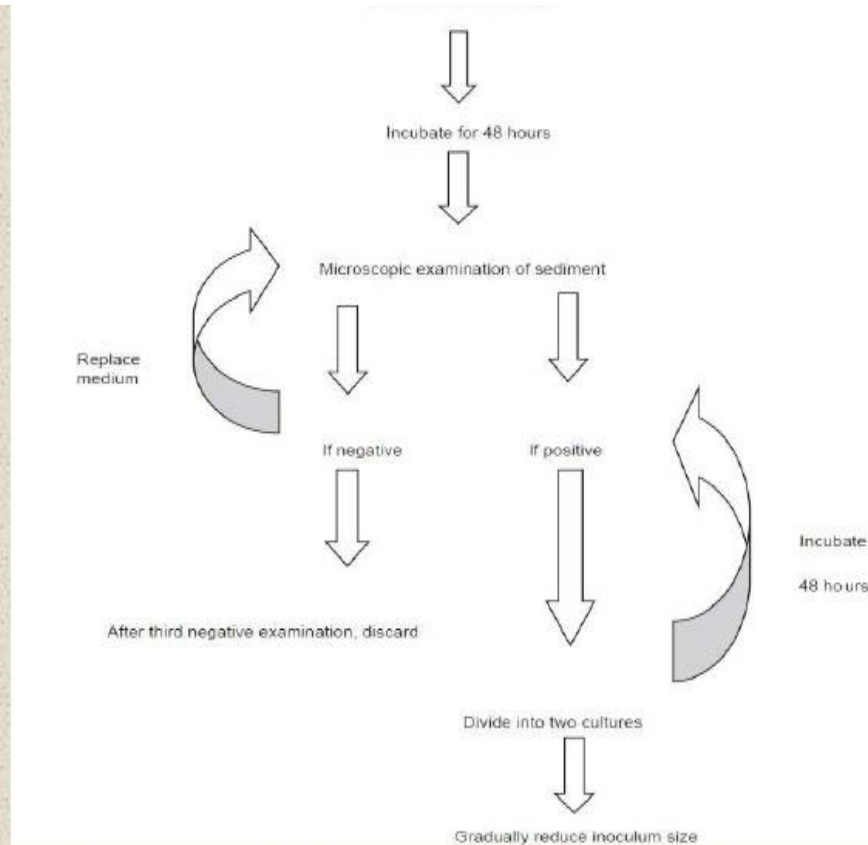 Incubate for 48 hours
Microscopic examination of sediment
Replace
medium
If negative
If positive
Incubate
48 hours
After third negative examination, discard
Divide into two cultures
Gradually reduce inoculum size